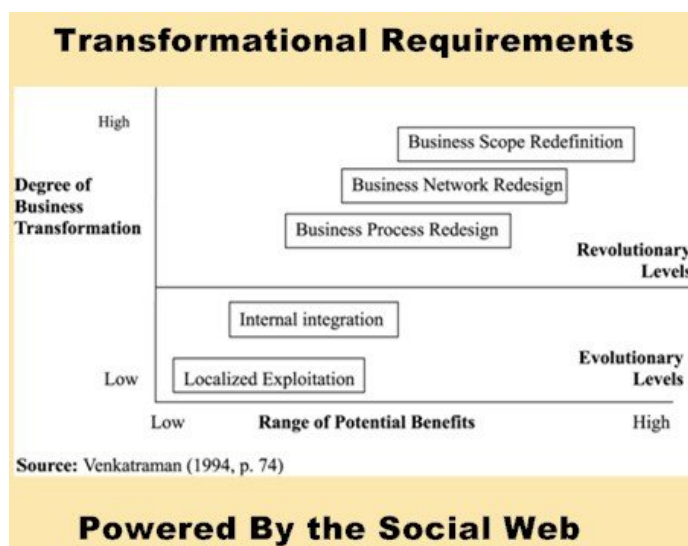 Transformational Requirements
High
Business Scope Redefinition
Degree of
Business
Transformation
Business Network Redesign
Business Process Redesign
Revolutionary
Levels
Internal integration
Evolutionary
Levels
Low
Localized Exploitation
Low
Range of Potential Benefits
High
Source: Venkatraman (1994, p. 74)
Powered By the Social Web